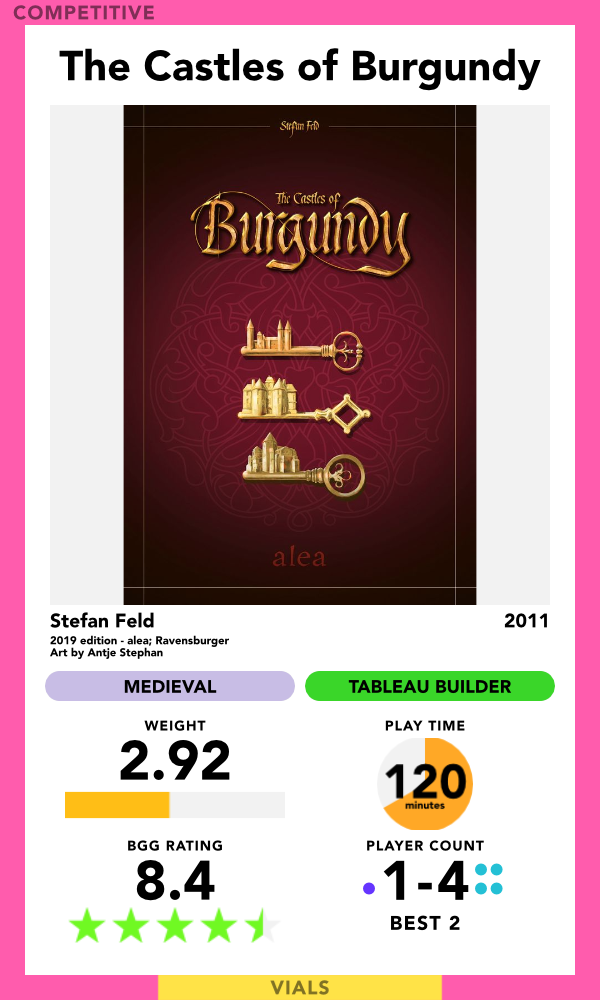 COMPETITIVE
The Castles of Burgundy
Stefan Feld
The Castles of
Burgundy
alea
Stefan Feld
2011
2019 edition - alea; Ravensburger
Art by Antje Stephan
MEDIEVAL
TABLEAU BUILDER
WEIGHT
2.92
PLAY TIME
120
minutes
BGG RATING
8.4
PLAYER COUNT
1-4
BEST 2
VIALS